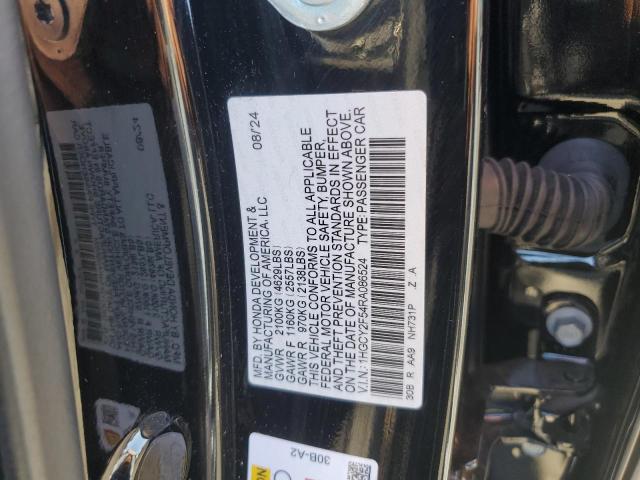 MFD. BY HONDA DEVELOPMENT &
MANUFACTURING OF AMERICA, LLC
08/24
GVWR 2100KG(4629LBS)
GAWR F 1160KG(2557LBS)
GAWR R 970KG(2138LBS)
THIS VEHICLE CONFORMS TO ALL APPLICABLE
FEDERAL MOTOR VEHICLE SAFETY, BUMPER,
AND THEFT PREVENTION STANDARDS IN EFFECT
ON THE DATE OF MANUFACTURE SHOWN ABOVE.
V.I.N.: 1HGCV2F54RA086524 TYPE:PASSENGER CAR
30B R AA9 NH731P Z A
30B-A2